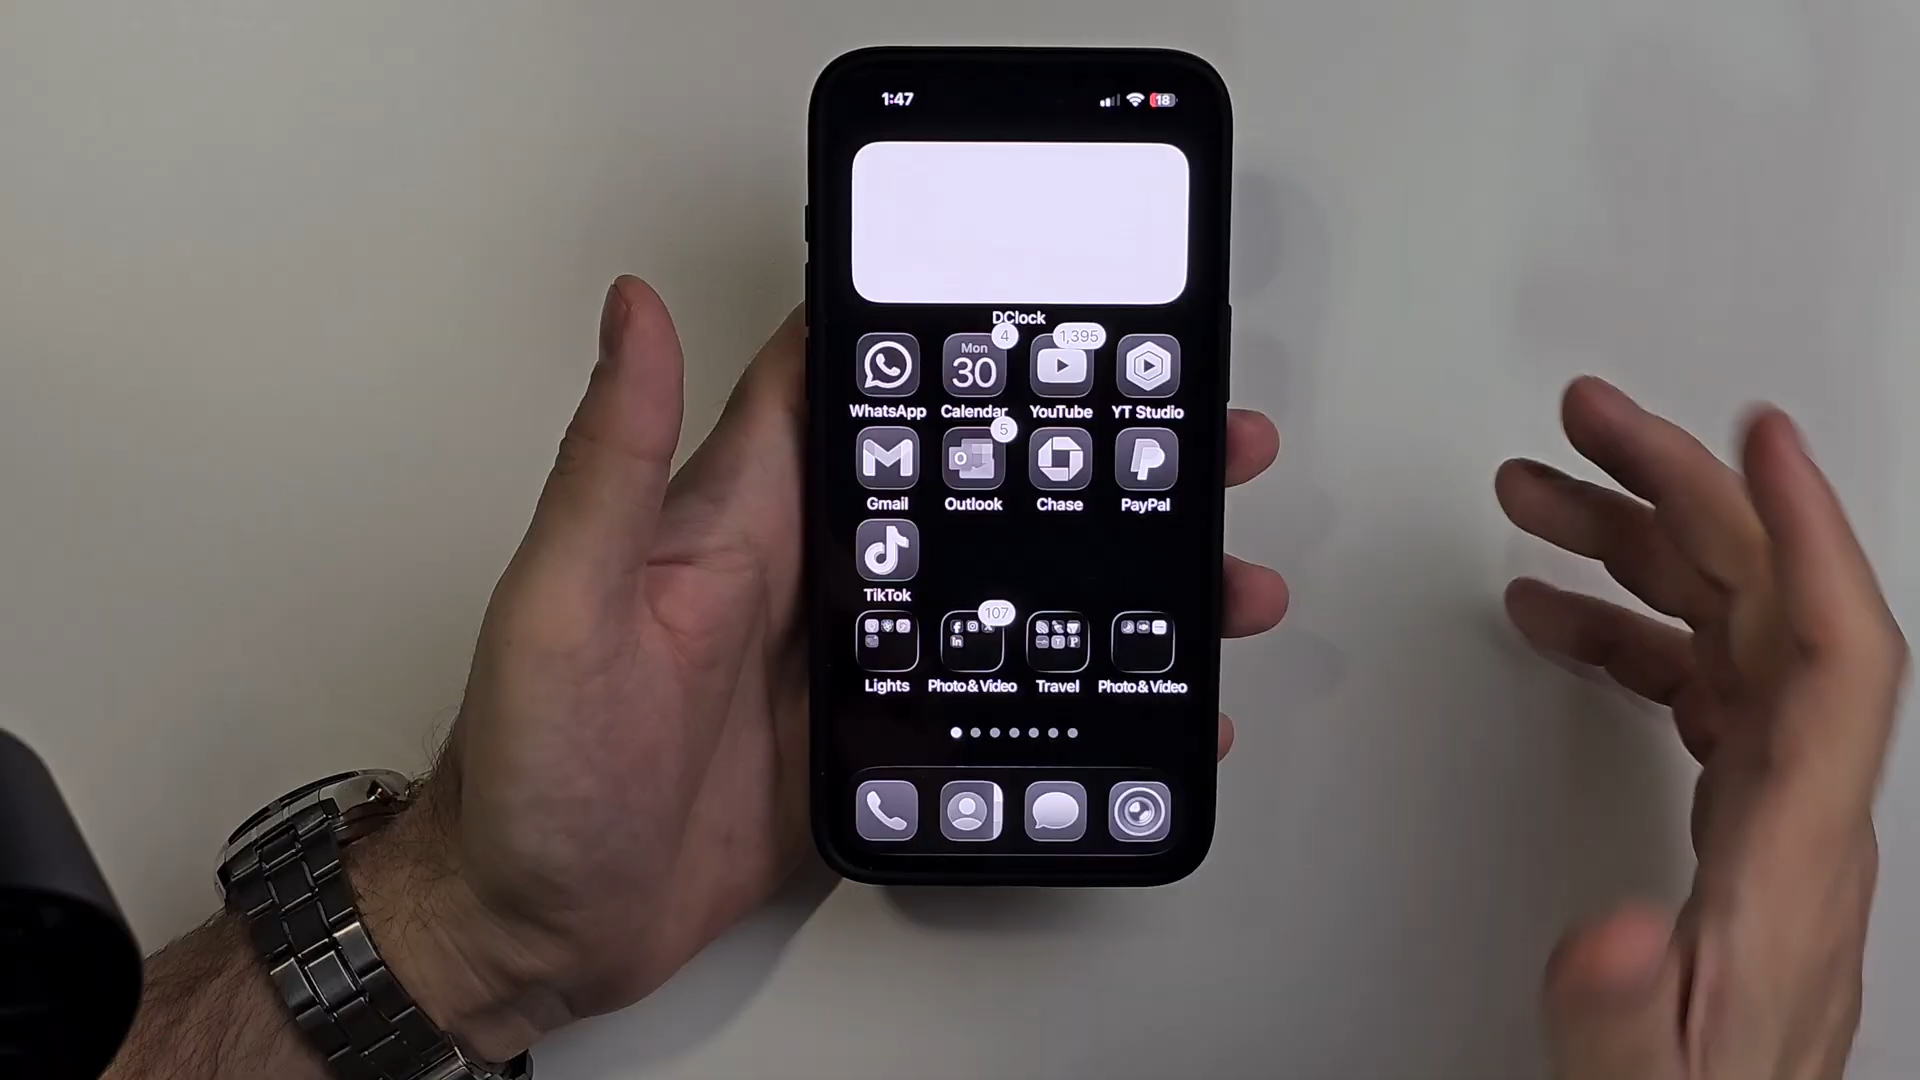 1:47
18
DClock
4
1,395
Mon
30
WhatsApp
Calendar
YouTube
YT Studio
5
Gmail
Outlook
Chase
PayPal
TikTok
107
Lights
Photo & Video
Travel
Photo & Video